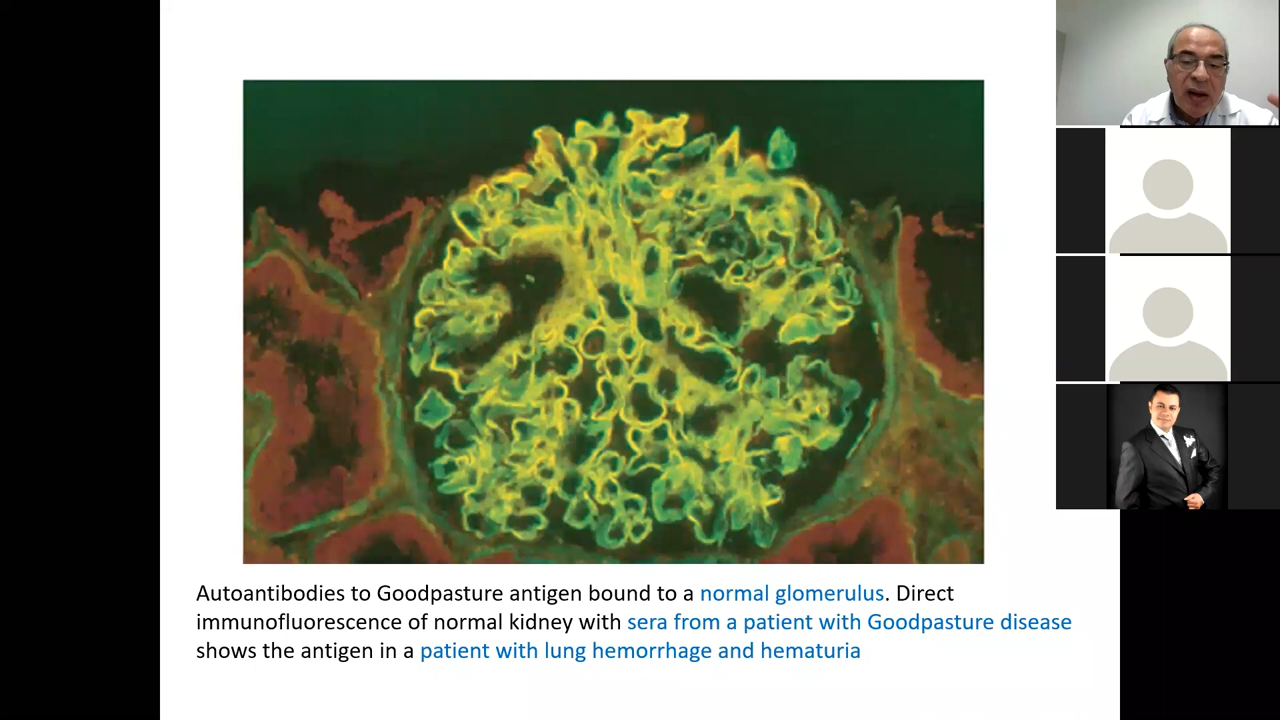 Autoantibodies to Goodpasture antigen bound to a normal glomerulus. Direct
immunofluorescence of normal kidney with sera from a patient with Goodpasture disease
shows the antigen in a patient with lung hemorrhage and hematuria